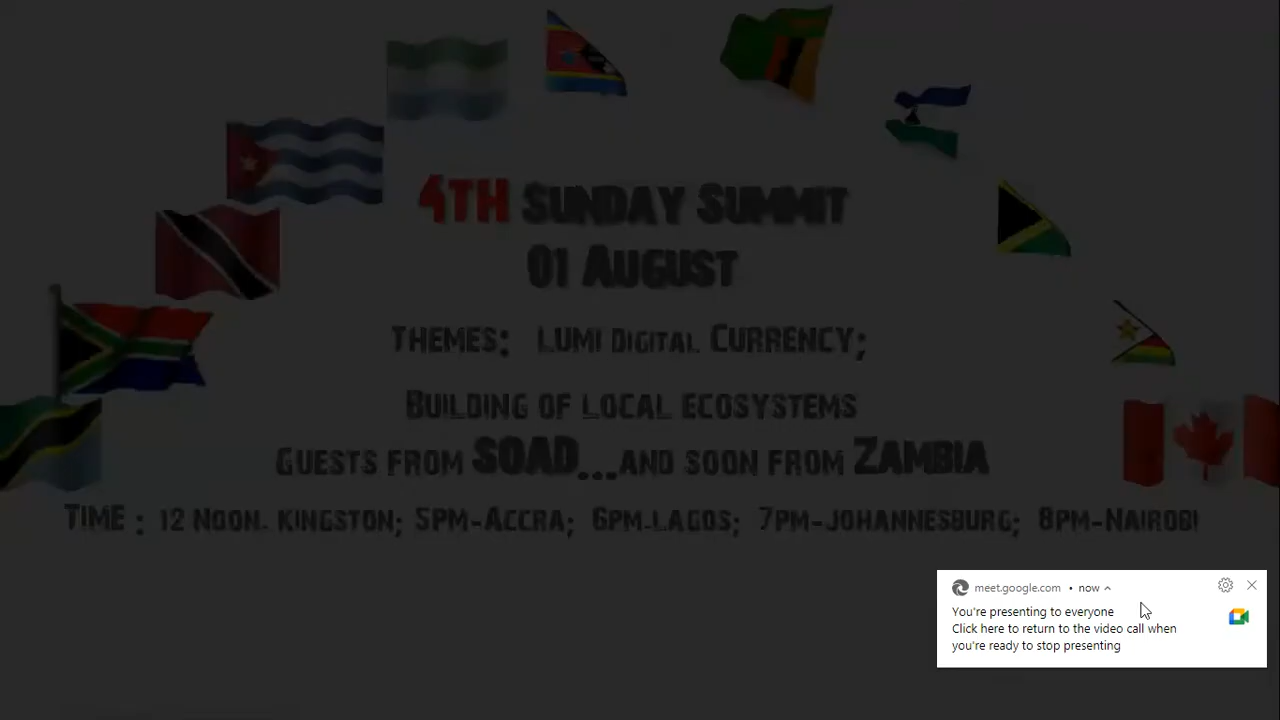 4TH SUNDAY SUMMIT
01 AUGUST
THEMES: LUMI DIGITAL CURRENCY;
BUILDING OF LOCAL ECOSYSTEMS
GUESTS FROM SOAD...AND SOON FROM ZAMBIA
TIME : 12 NOON. KINGSTON; 5PM-ACCRA; 6PM-LAGOS; 7PM-JOHANNESBURG; 8PM-NAIROBI
meet.google.com • now
You're presenting to everyone
Click here to return to the video call when
you're ready to stop presenting